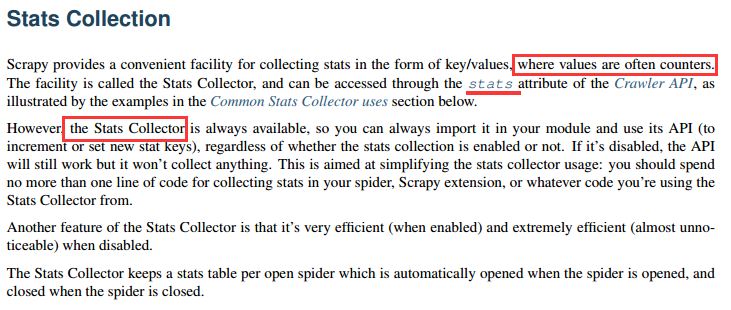 Stats Collection
Scrapy provides a convenient facility for collecting stats in the form of key/values, where values are often counters.
The facility is called the Stats Collector, and can be accessed through the stats attribute of the Crawler API, as
illustrated by the examples in the Common Stats Collector uses section below.
However, the Stats Collector is always available, so you can always import it in your module and use its API (to
increment or set new stat keys), regardless of whether the stats collection is enabled or not. If it's disabled, the API
will still work but it won't collect anything. This is aimed at simplifying the stats collector usage: you should spend
no more than one line of code for collecting stats in your spider, Scrapy extension, or whatever code you're using the
Stats Collector from.
Another feature of the Stats Collector is that it's very efficient (when enabled) and extremely efficient (almost unno-
ticeable) when disabled.
The Stats Collector keeps a stats table per open spider which is automatically opened when the spider is opened, and
closed when the spider is closed.